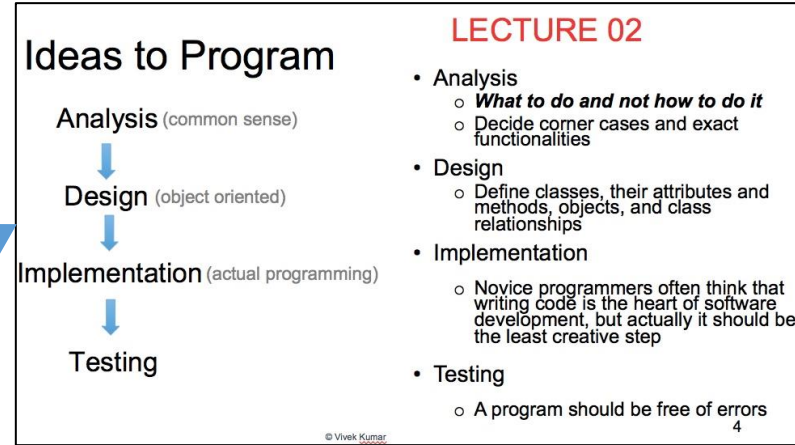 Ideas to Program
Analysis (common sense)
Design (object oriented)
Implementation (actual programming)
Testing
LECTURE 02
• Analysis
o What to do and not how to do it
o Decide corner cases and exact
functionalities
• Design
o Define classes, their attributes and
methods, objects, and class
relationships
• Implementation
o Novice programmers often think that
writing code is the heart of software
development, but actually it should be
the least creative step
• Testing
o A program should be free of errors
© Vivek Kumar
4